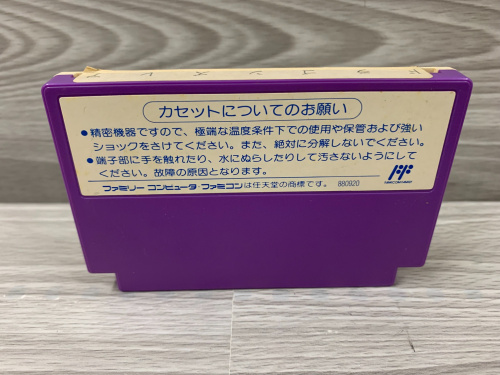 ドラゴンズレア
カセットについてのお願い
●精密機器ですので、極端な温度条件下での使用や保管および強い
ショックをさけてください。また、絶対に分解しないでください。
●端子部に手を触れたり、水にぬらしたりして汚さないようにして
ください。故障の原因となります。
ファミリーコンピュータ・ファミコンは任天堂の商標です。 880920